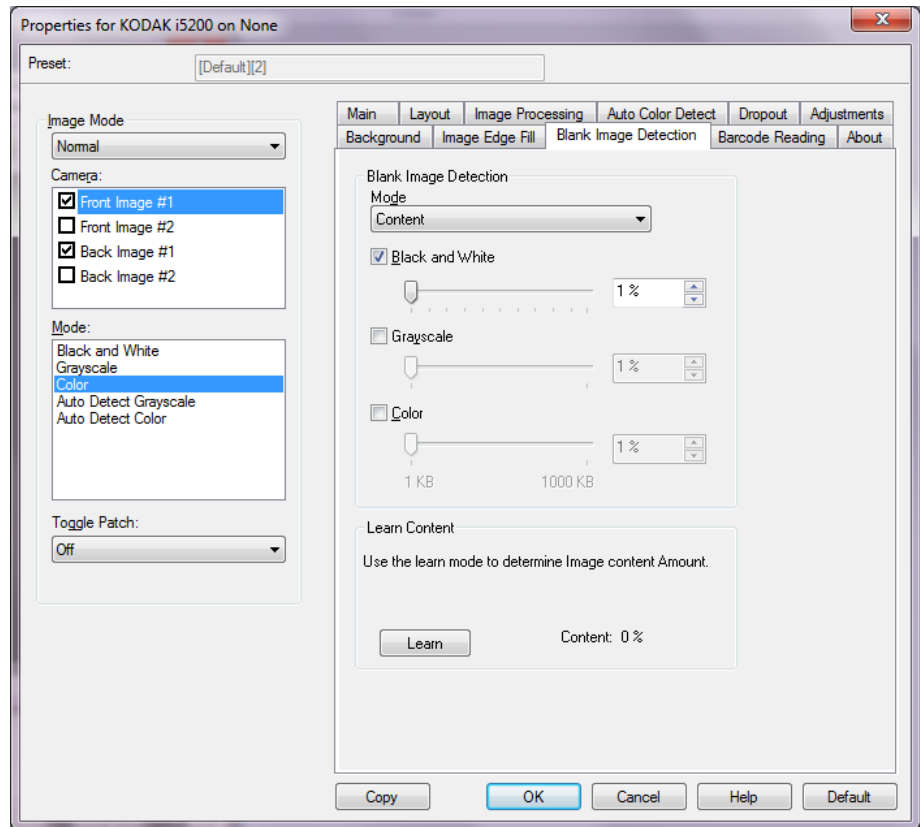 Properties for KODAK i5200 on None
X
Preset:
[Default][2]
Image Mode
Normal
Camera:
Front Image #1
Front Image #2
Back Image #1
Back Image #2
Mode:
Black and White
Grayscale
Color
Auto Detect Grayscale
Auto Detect Color
Toggle Patch:
Off
Main Layout Image Processing Auto Color Detect Dropout Adjustments
Background Image Edge Fill Blank Image Detection Barcode Reading About
Blank Image Detection
Mode
Content
Black and White
1 %
Grayscale
1 %
Color
1 %
1 KB 1000 KB
Learn Content
Use the learn mode to determine Image content Amount.
Learn Content: 0 %
Copy OK Cancel Help Default